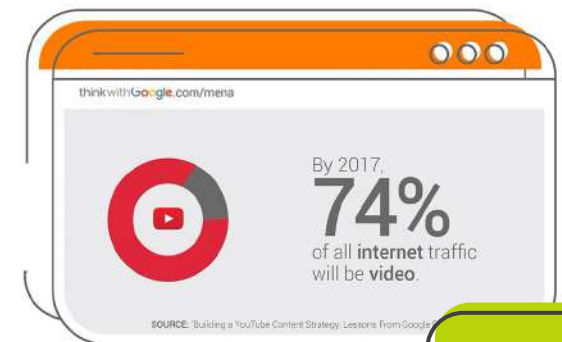 thinkwithGoogle.com/mena
By 2017,
74%
of all internet traffic
will be video.
SOURCE: "Building a YouTube Content Strategy: Lessons From Google